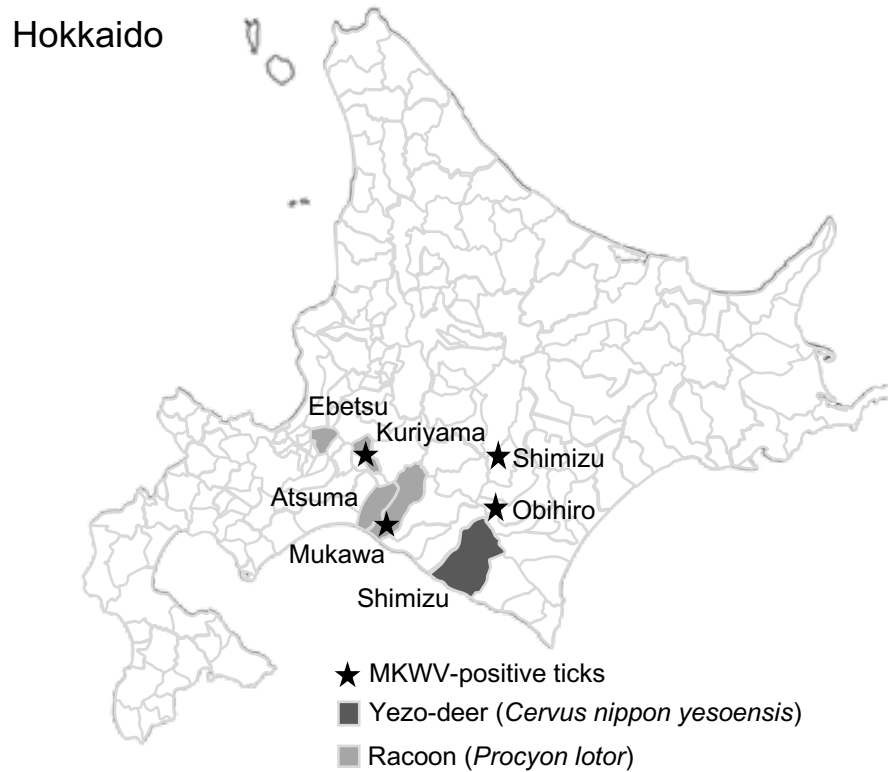 Hokkaido
Ebetsu
Kuriyama
Shimizu
Atsuma
Obihiro
Mukawa
Shimizu
MKWV-positive ticks
Yezo-deer (Cervus nippon yesoensis)
Racoon (Procyon lotor)